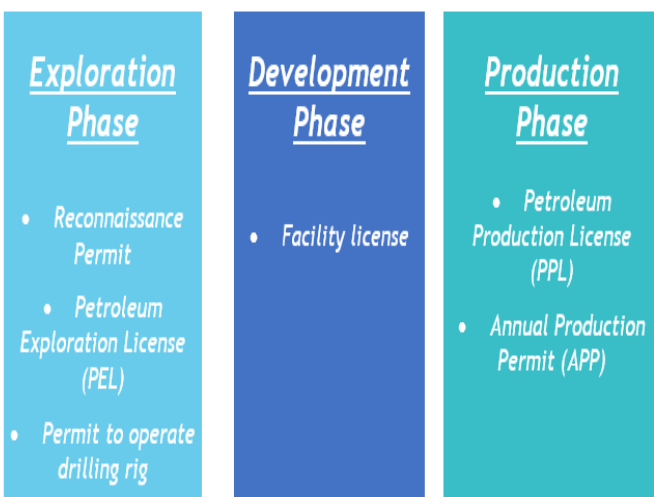 Exploration
Phase
• Reconnaissance
Permit
• Petroleum
Exploration License
(PEL)
• Permit to operate
drilling rig
Development
Phase
• Facility license
Production
Phase
• Petroleum
Production License
(PPL)
• Annual Production
Permit (APP)